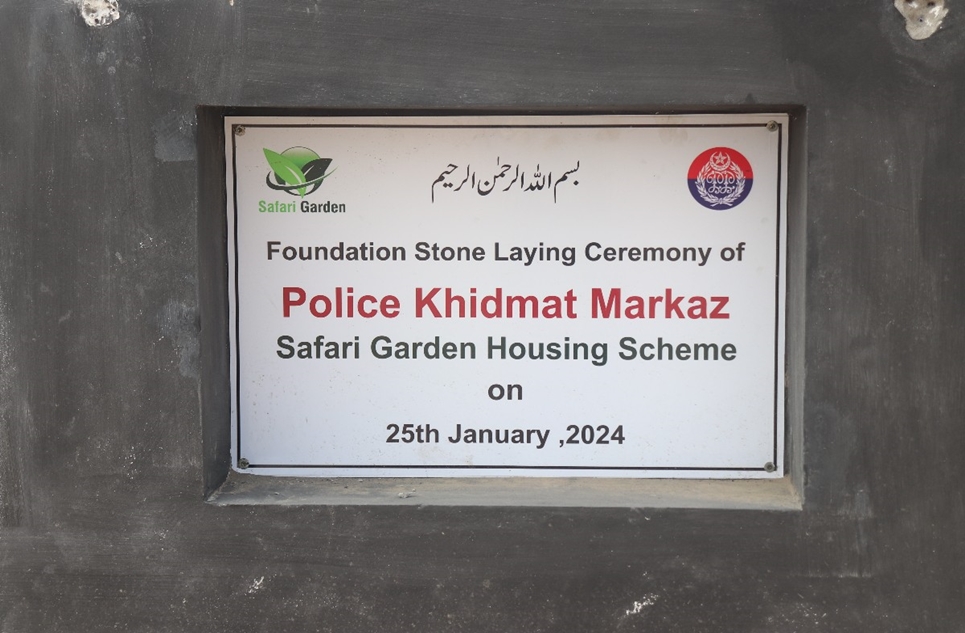 بسم اللہ الرحمٰن الرحیم
Safari Garden
Foundation Stone Laying Ceremony of
Police Khidmat Markaz
Safari Garden Housing Scheme
on
25th January ,2024